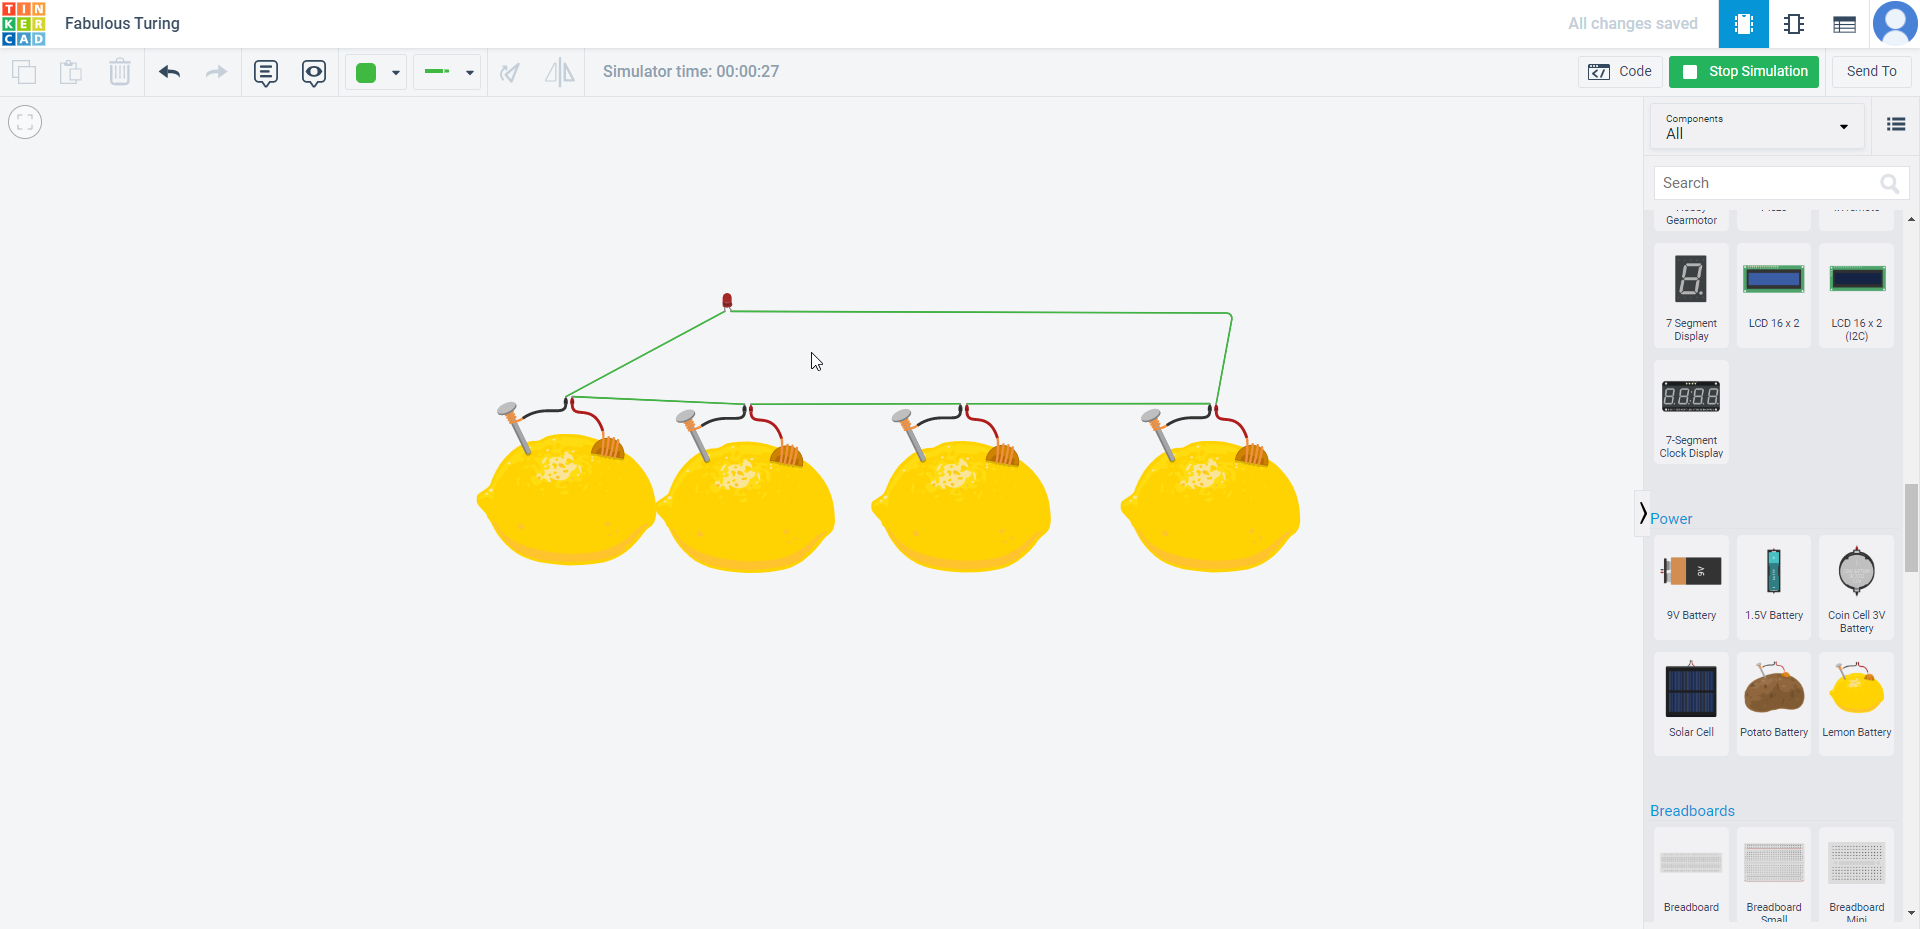 TIN
KER
CAD
Fabulous Turing
All changes saved
Simulator time: 00:00:27
Code
Stop Simulation
Send To
Components
All
Search
Gearmotor
7 Segment
Display
LCD 16 x 2
LCD 16 x 2
(I2C)
7-Segment
Clock Display
Power
9V
9V Battery
1.5V Battery
Coin Cell 3V
Battery
Solar Cell
Potato Battery
Lemon Battery
Breadboards
Breadboard
Breadboard
Small
Breadboard
Mini